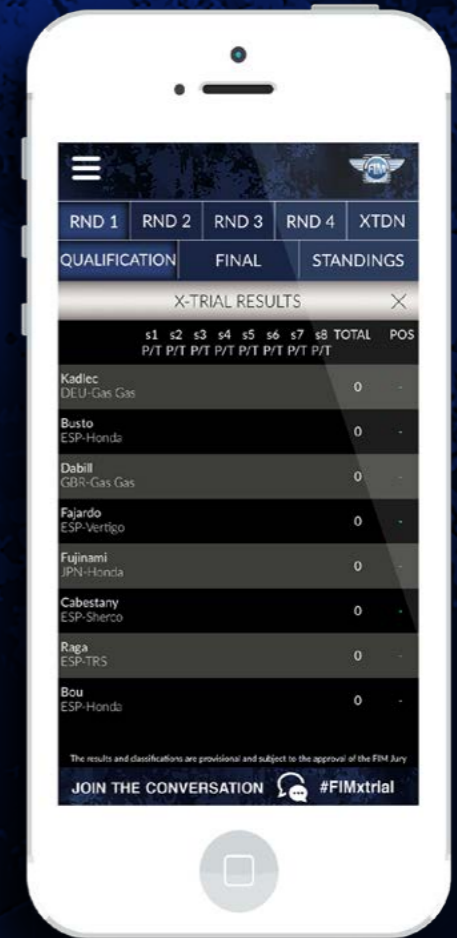 FIM
RND 1 RND 2 RND 3 RND 4 XTDN
QUALIFICATION FINAL STANDINGS
X-TRIAL RESULTS ×
s1 s2 s3 s4 s5 s6 s7 s8 TOTAL POS
P/T P/T P/T P/T P/T P/T P/T P/T
Kadlec
DEU-Gas Gas 0 -
Busto
ESP-Honda 0 -
Dabill
GBR-Gas Gas 0 -
Fajardo
ESP-Vertigo 0 -
Fujinami
JPN-Honda 0 -
Cabestany
ESP-Sherco 0 -
Raga
ESP-TRS 0 -
Bou
ESP-Honda 0 -
The results and classifications are provisional and subject to the approval of the FIM Jury
JOIN THE CONVERSATION #FIMxtrial